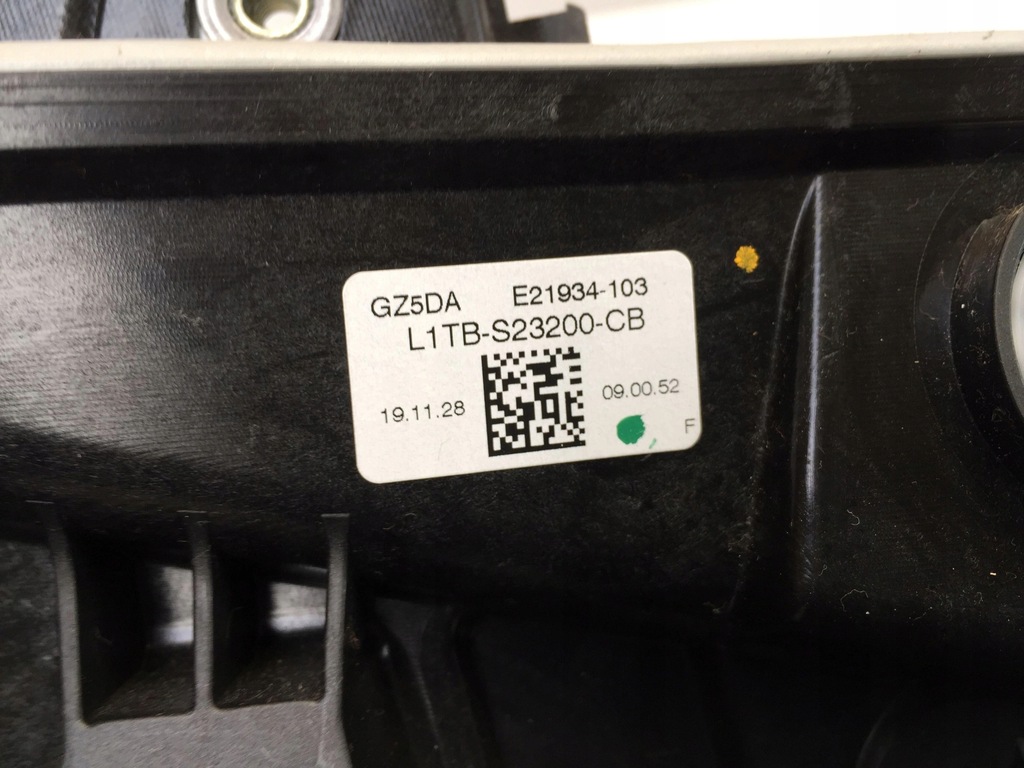 GZ5DA E21934-103
L1TB-S23200-CB
19.11.28 09.00.52
F